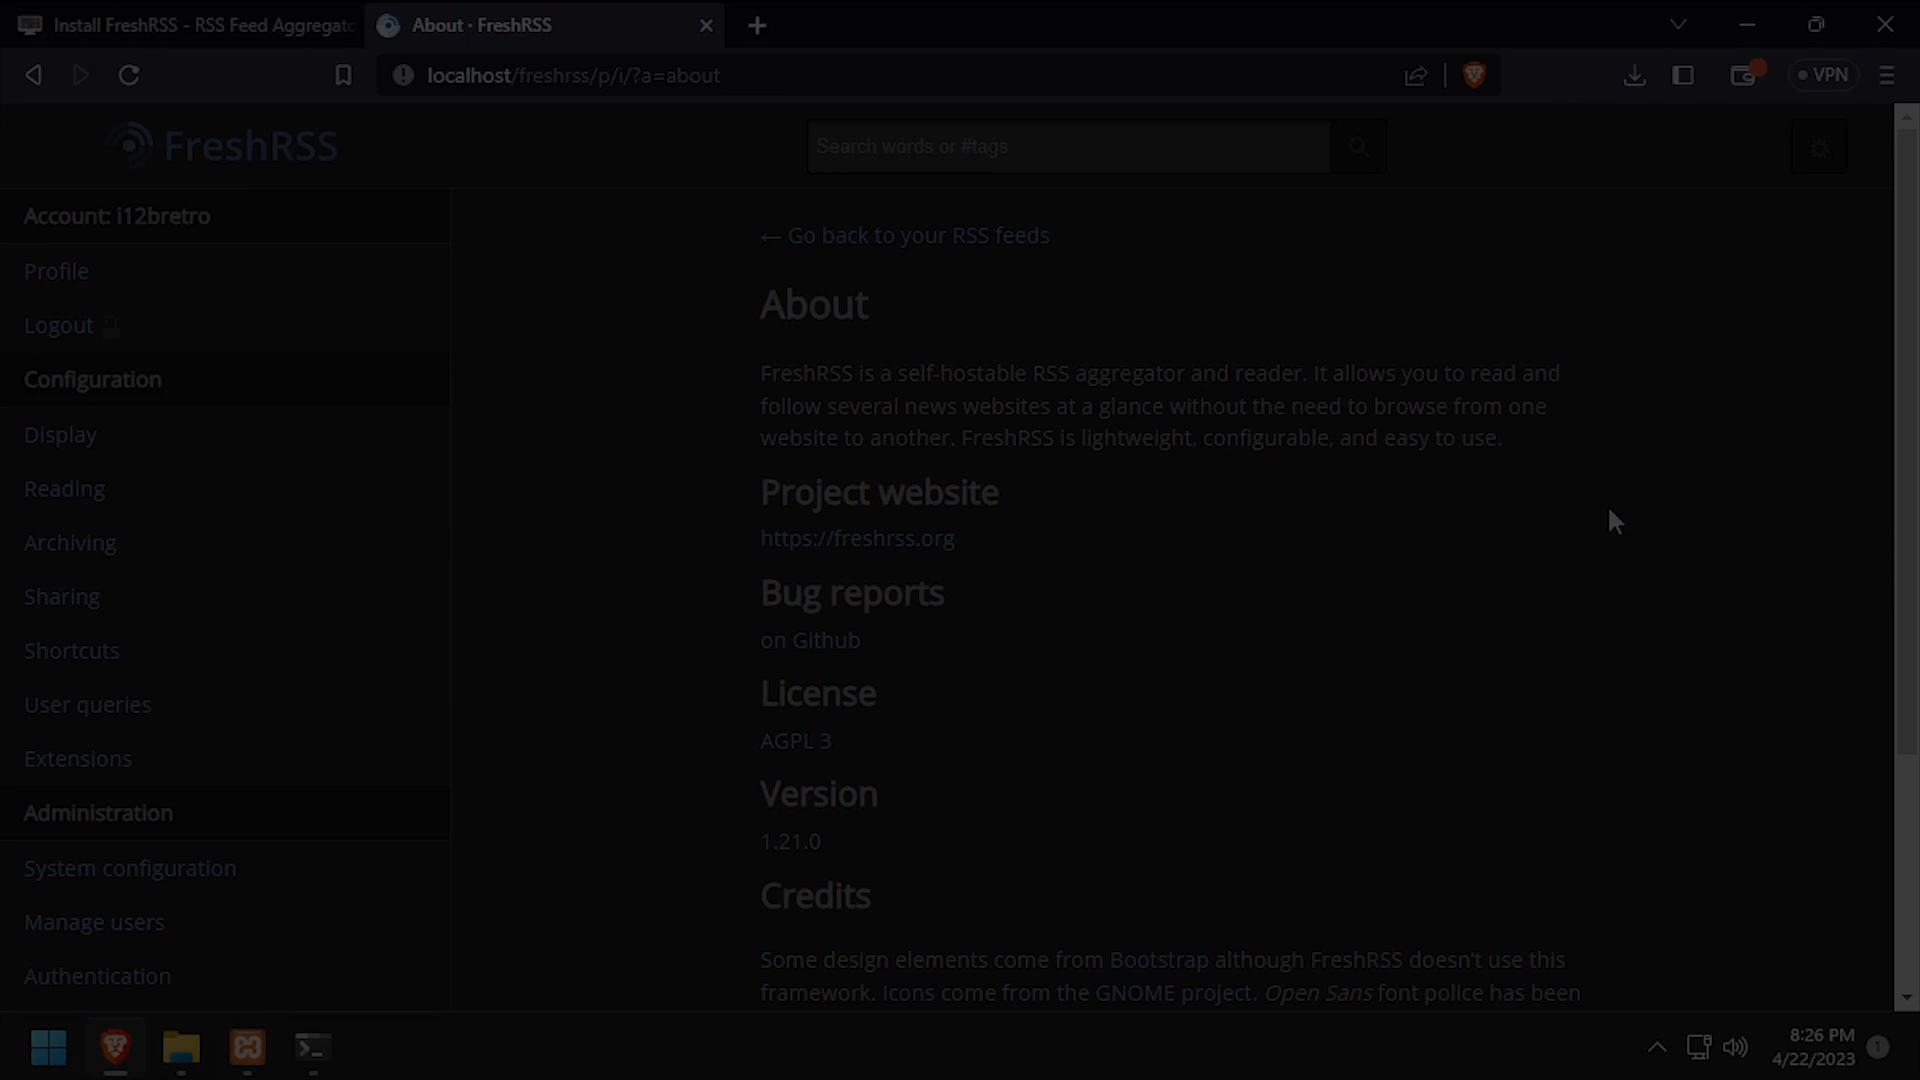 Install FreshRSS - RSS Feed Aggregato
About · FreshRSS
localhost/freshrss/p/i/?a=about
VPN
FreshRSS
Search words or #tags
Account: i12bretro
Profile
Logout
Configuration
Display
Reading
Archiving
Sharing
Shortcuts
User queries
Extensions
Administration
System configuration
Manage users
Authentication
← Go back to your RSS feeds
About
FreshRSS is a self-hostable RSS aggregator and reader. It allows you to read and
follow several news websites at a glance without the need to browse from one
website to another. FreshRSS is lightweight, configurable, and easy to use.
Project website
https://freshrss.org
Bug reports
on Github
License
AGPL 3
Version
1.21.0
Credits
Some design elements come from Bootstrap although FreshRSS doesn't use this
framework. Icons come from the GNOME project. Open Sans font police has been
8:26 PM
4/22/2023
1